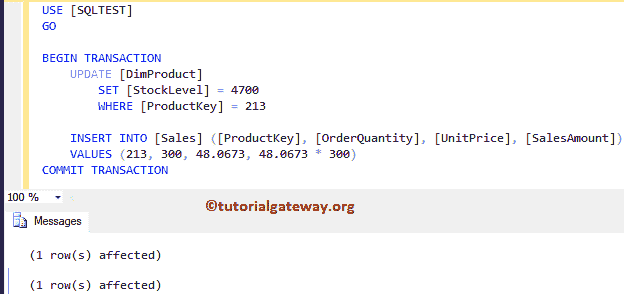 USE [SQLTEST]
GO
BEGIN TRANSACTION
UPDATE [DimProduct]
SET [StockLevel] = 4700
WHERE [ProductKey] = 213
INSERT INTO [Sales] ([ProductKey], [OrderQuantity], [UnitPrice], [SalesAmount])
VALUES (213, 300, 48.0673, 48.0673 * 300)
COMMIT TRANSACTION
100 %
©tutorialgateway.org
Messages
(1 row(s) affected)
(1 row(s) affected)